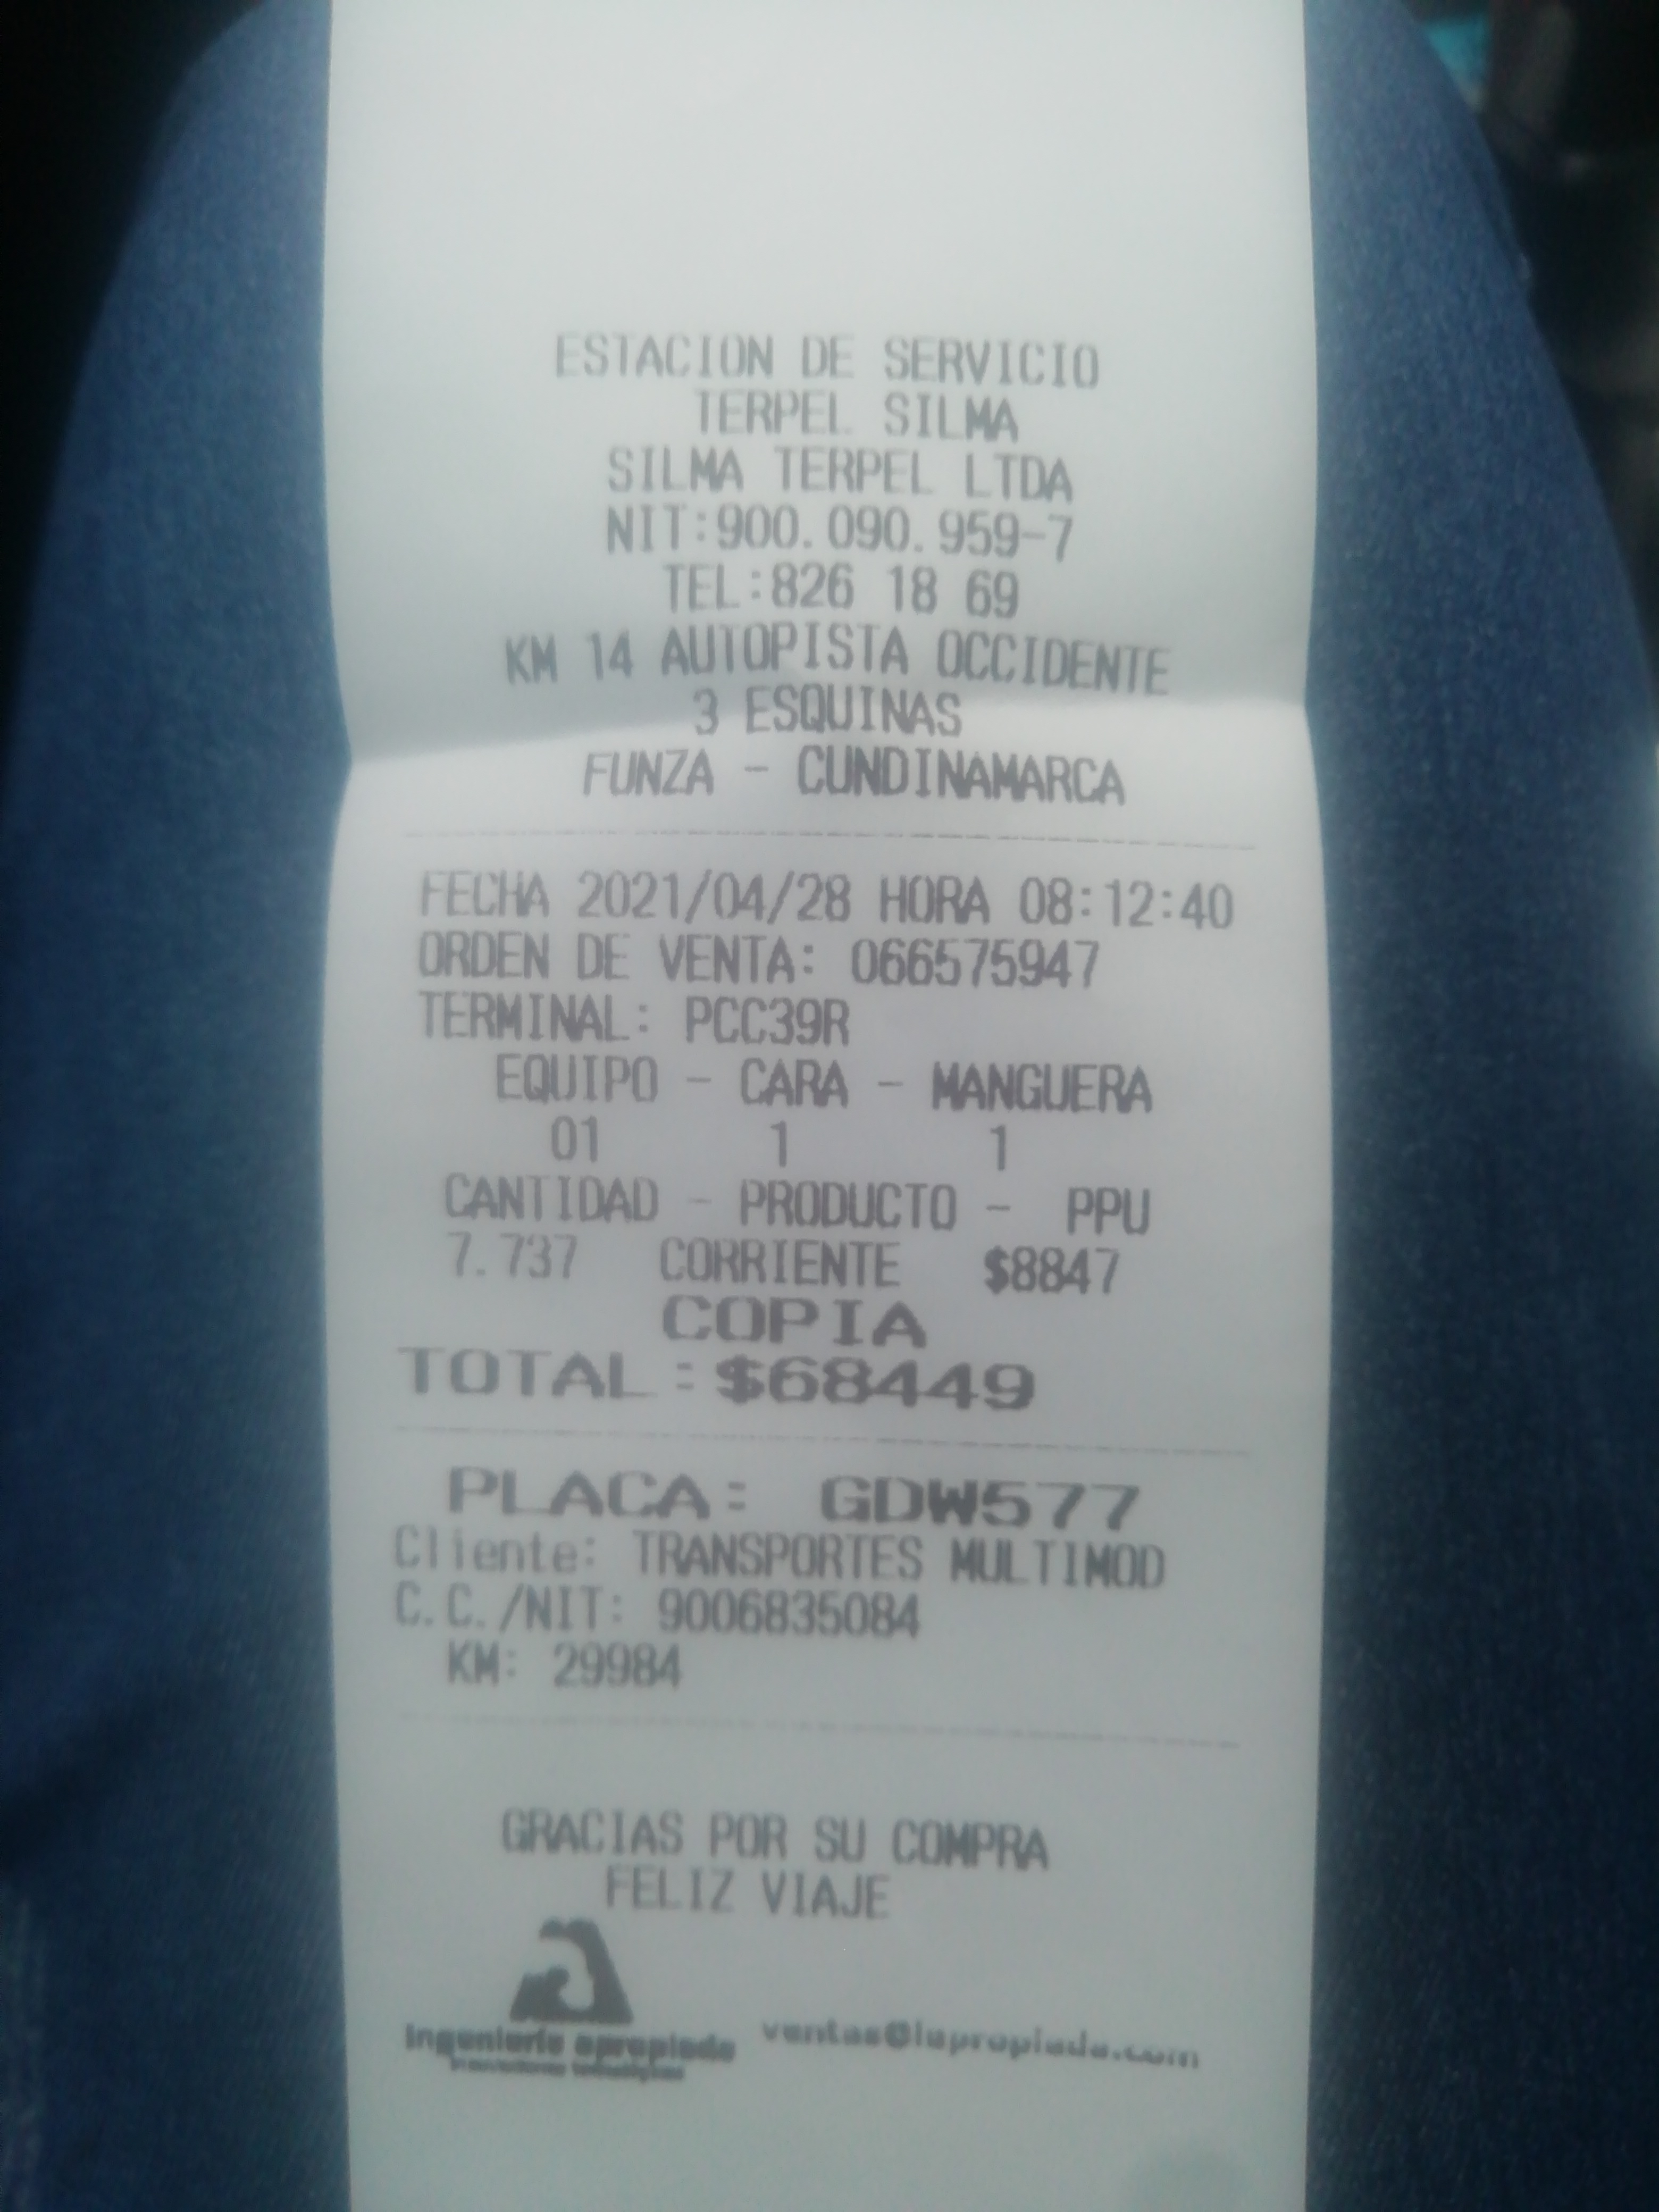 ESTACION DE SERVICIO
TERPEL SILMA
SILMA TERPEL LTDA
NIT:900.090.959-7
TEL:826 18 69
KM 14 AUTOPISTA OCCIDENTE
3 ESQUINAS
FUNZA - CUNDINAMARCA
FECHA 2021/04/28 HORA 08:12:40
ORDEN DE VENTA: 066575947
TERMINAL: PCC39R
EQUIPO - CARA - MANGUERA
01 1 1
CANTIDAD - PRODUCTO - PPU
7.737 CORRIENTE $8847
COPIA
TOTAL :$68449
PLACA: GDW577
Cliente: TRANSPORTES MULTIMOD
C.C./NIT: 9006835084
KM: 29984
GRACIAS POR SU COMPRA
FELIZ VIAJE
Ingeniería apropiada ventas@iapropiada.com